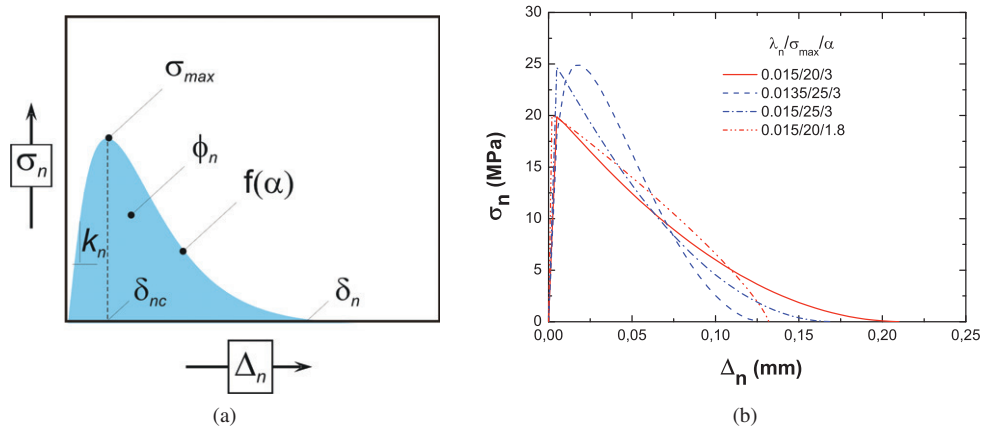 σmax
ϕn
f(α)
σn
kn
δnc
δn
Δn
(a)
λn/σmax/α
0.015/20/3
0.0135/25/3
0.015/25/3
0.015/20/1.8
σn (MPa)
30
25
20
15
10
5
0
0,00 0,05 0,10 0,15 0,20 0,25
Δn (mm)
(b)